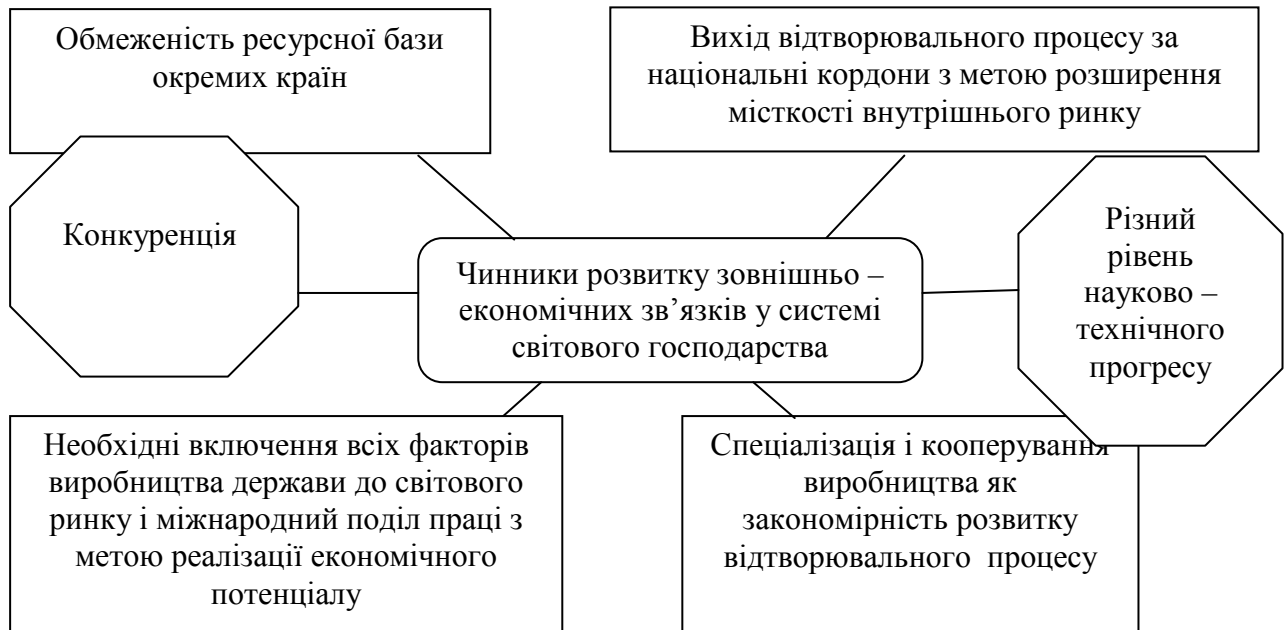 Обмеженість ресурсної бази
окремих країн
Вихід відтворювального процесу за
національні кордони з метою розширення
місткості внутрішнього ринку
Конкуренція
Чинники розвитку зовнішньо –
економічних зв’язків у системі
світового господарства
Різний
рівень
науково –
технічного
прогресу
Необхідні включення всіх факторів
виробництва держави до світового
ринку і міжнародний поділ праці з
метою реалізації економічного
потенціалу
Спеціалізація і кооперування
виробництва як
закономірність розвитку
відтворювального процесу